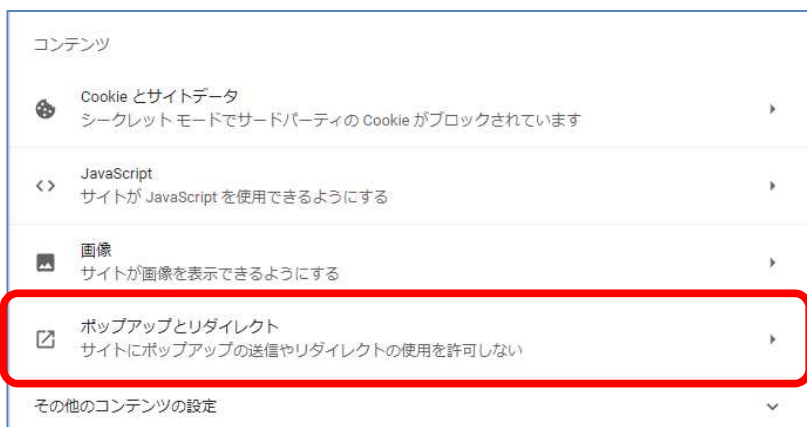 コンテンツ
Cookie とサイトデータ
シークレット モードでサードパーティの Cookie がブロックされています
JavaScript
サイトが JavaScript を使用できるようにする
画像
サイトが画像を表示できるようにする
ポップアップとリダイレクト
サイトにポップアップの送信やリダイレクトの使用を許可しない
その他のコンテンツの設定